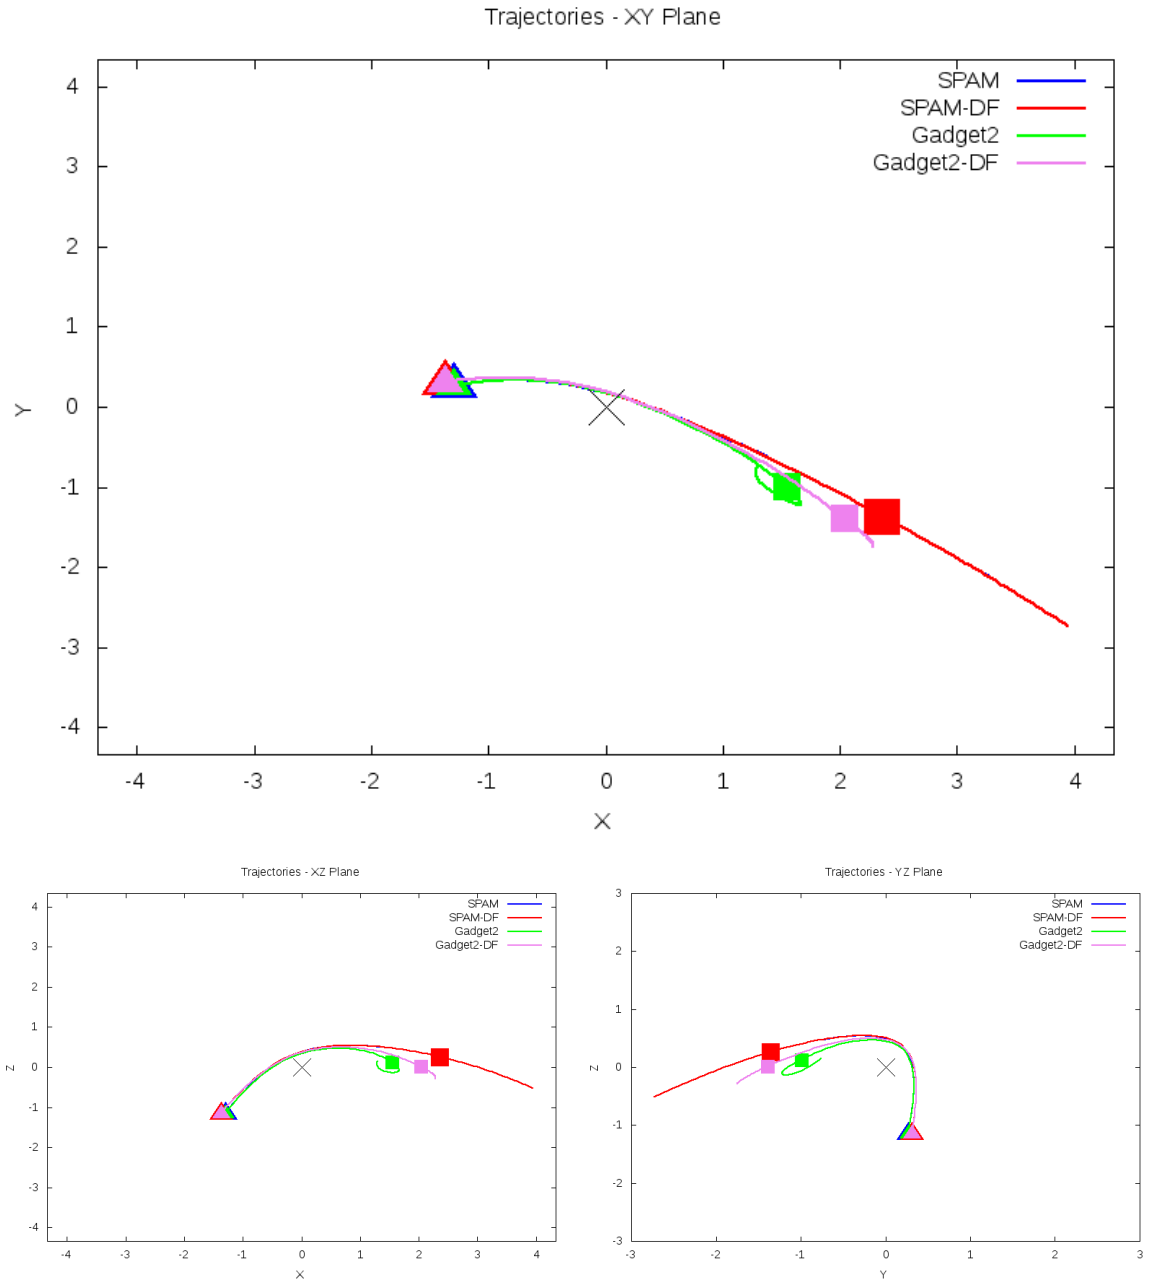 Trajectories - XY Plane
SPAM
SPAM-DF
Gadget2
Gadget2-DF
4
3
2
1
0
-1
-2
-3
-4
Y
-4 -3 -2 -1 0 1 2 3 4
X
Trajectories - XZ Plane
SPAM
SPAM-DF
Gadget2
Gadget2-DF
4
3
2
1
0
-1
-2
-3
-4
Z
-4 -3 -2 -1 0 1 2 3 4
X
Trajectories - YZ Plane
SPAM
SPAM-DF
Gadget2
Gadget2-DF
3
2
1
0
-1
-2
-3
Z
-3 -2 -1 0 1 2 3
Y